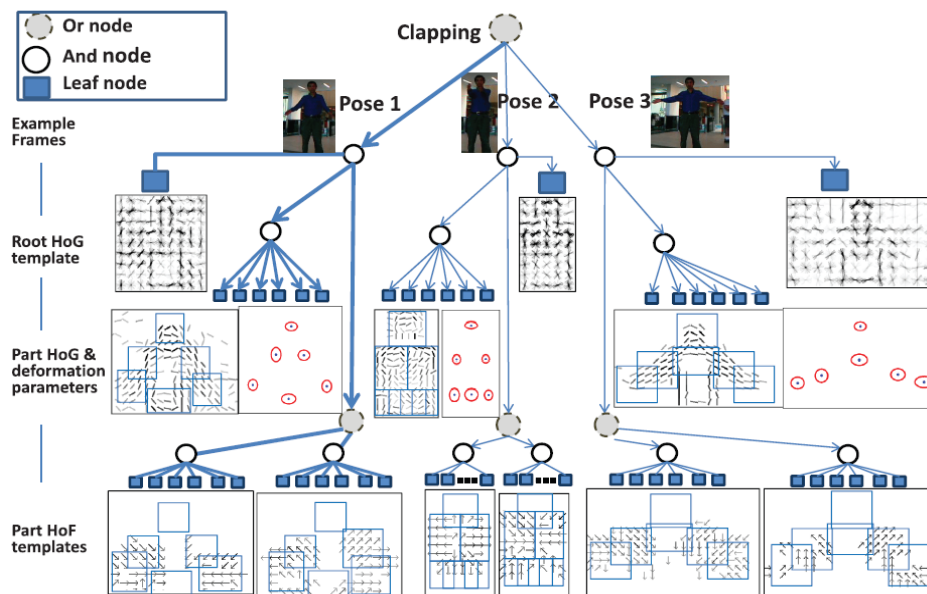 Or node
And node
Leaf node
Clapping
Pose 1
Pose 2
Pose 3
Example
Frames
Root HoG
template
Part HoG &
deformation
parameters
Part HoF
templates